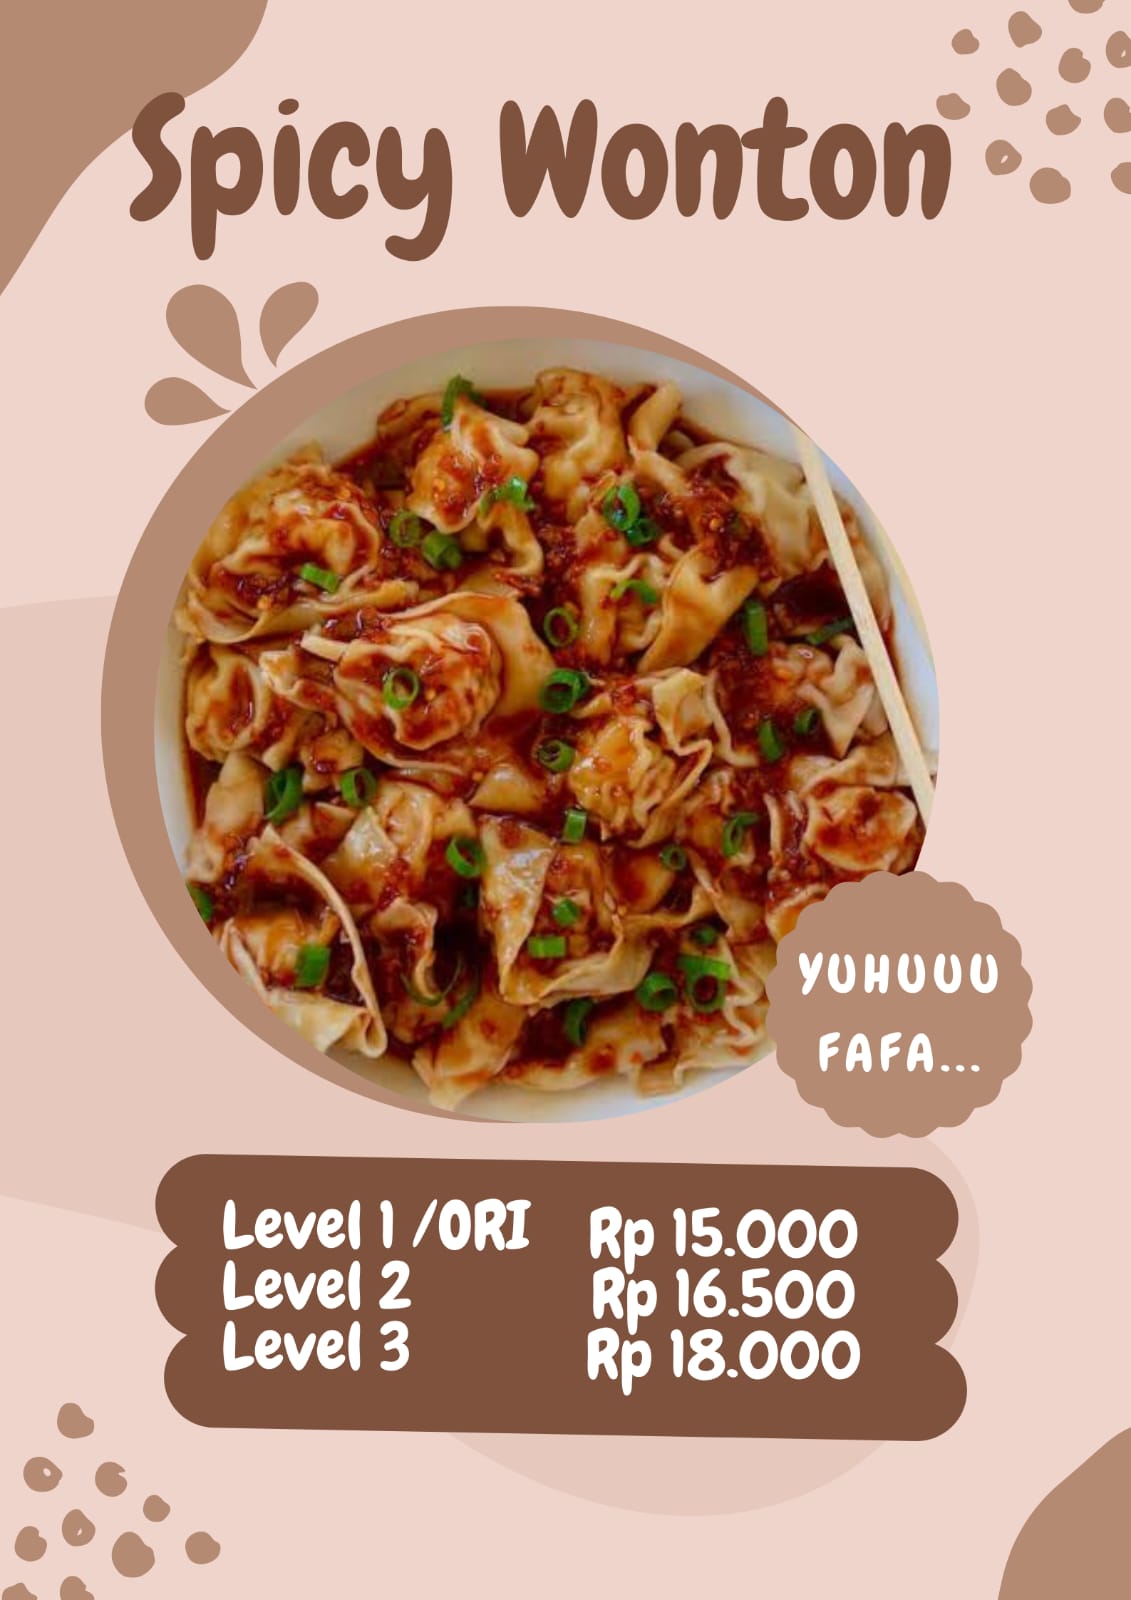 Spicy Wonton
YUHUUU
FAFA...
Level 1 /ORI Rp 15.000
Level 2 Rp 16.500
Level 3 Rp 18.000